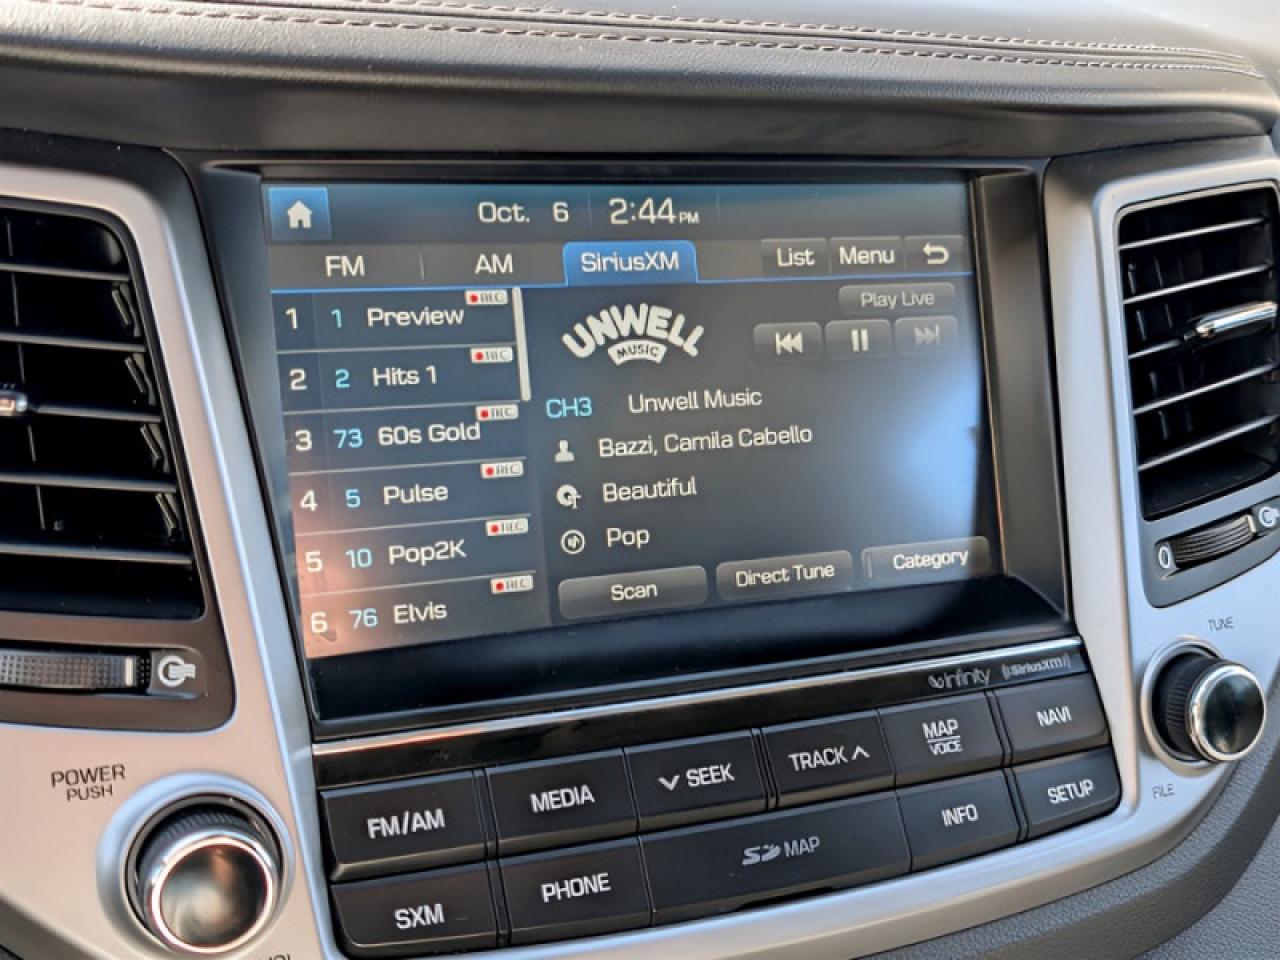 Oct. 6 2:44 PM
FM AM SiriusXM List Menu
1 1 Preview REC
2 2 Hits 1 REC
3 73 60s Gold REC
4 5 Pulse REC
5 10 Pop2K REC
6 76 Elvis REC
UNWELL
MUSIC
Play Live
CH3 Unwell Music
Bazzi, Camila Cabello
Beautiful
Pop
Scan Direct Tune Category
infinity ((SiriusXM))
POWER
PUSH
FM/AM MEDIA SEEK TRACK MAP NAVI
VOICE
SXM PHONE SD MAP INFO SETUP
TUNE
FILE